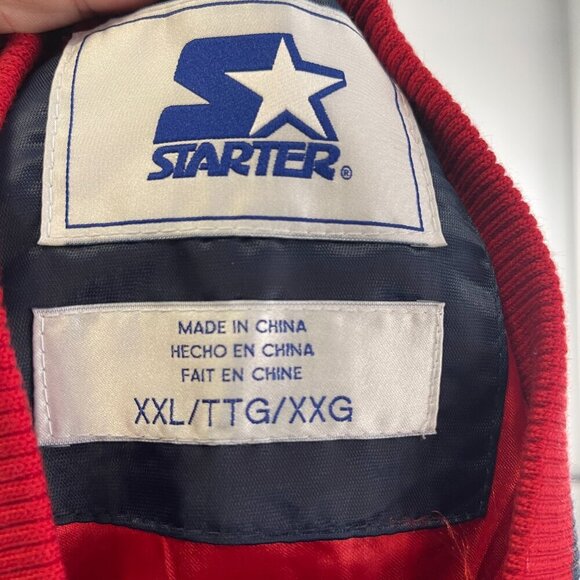 STARTER®
MADE IN CHINA
HECHO EN CHINA
FAIT EN CHINE
XXL/TTG/XXG